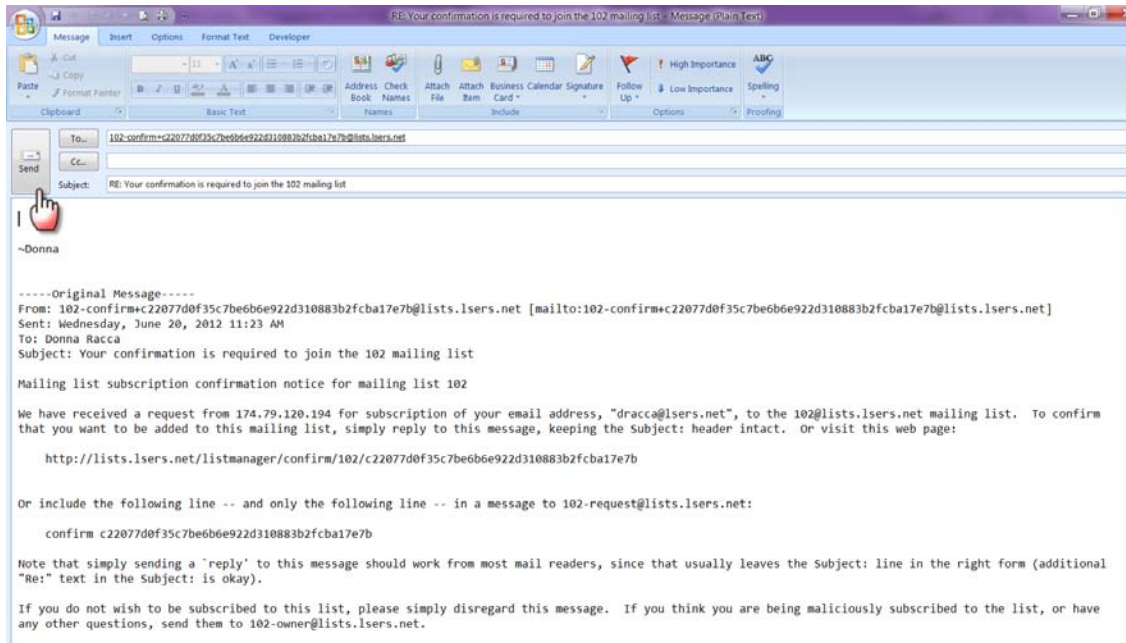 RE: Your confirmation is required to join the 102 mailing list - Message (Plain Text)
Message Insert Options Format Text Developer
Cut
Copy
Format Painter
Paste
11
Address Book
Check Names
Attach File
Attach Item
Business Card
Calendar
Signature
Follow Up
High Importance
Low Importance
ABC
Spelling
Clipboard Basic Text Names Include Options Proofing
Send
To... 102-confirm+c22077d0f35c7be6b6e922d310883b2fcba17e7b@lists.lsers.net
Cc...
Subject: RE: Your confirmation is required to join the 102 mailing list
~Donna
-----Original Message-----
From: 102-confirm+c22077d0f35c7be6b6e922d310883b2fcba17e7b@lists.lsers.net [mailto:102-confirm+c22077d0f35c7be6b6e922d310883b2fcba17e7b@lists.lsers.net]
Sent: Wednesday, June 20, 2012 11:23 AM
To: Donna Racca
Subject: Your confirmation is required to join the 102 mailing list
Mailing list subscription confirmation notice for mailing list 102
We have received a request from 174.79.120.194 for subscription of your email address, "dracca@lsers.net", to the 102@lists.lsers.net mailing list.  To confirm
that you want to be added to this mailing list, simply reply to this message, keeping the Subject: header intact.  Or visit this web page:
http://lists.lsers.net/listmanager/confirm/102/c22077d0f35c7be6b6e922d310883b2fcba17e7b
Or include the following line -- and only the following line -- in a message to 102-request@lists.lsers.net:
confirm c22077d0f35c7be6b6e922d310883b2fcba17e7b
Note that simply sending a `reply' to this message should work from most mail readers, since that usually leaves the Subject: line in the right form (additional
"Re:" text in the Subject: is okay).
If you do not wish to be subscribed to this list, please simply disregard this message.  If you think you are being maliciously subscribed to the list, or have
any other questions, send them to 102-owner@lists.lsers.net.